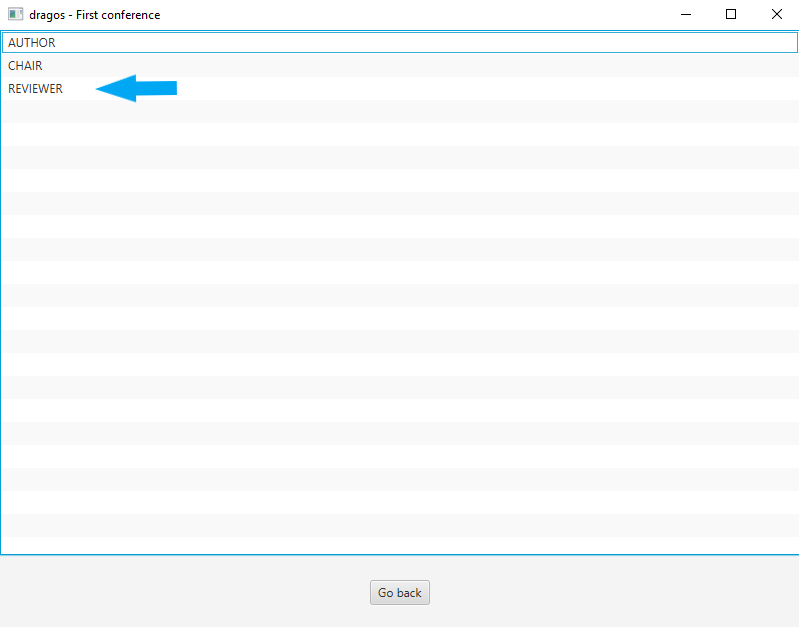 dragos - First conference
AUTHOR
CHAIR
REVIEWER
Go back